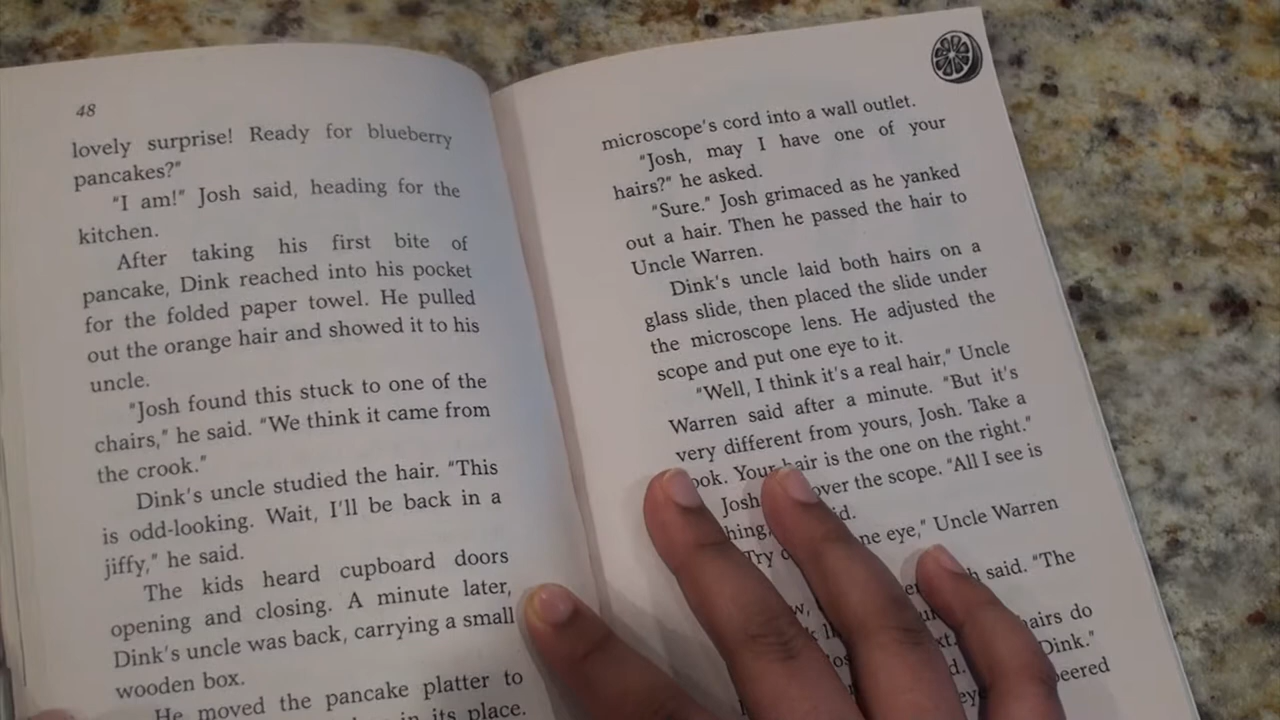 48
lovely surprise! Ready for blueberry
pancakes?"
"I am!" Josh said, heading for the
kitchen.
After taking his first bite of
pancake, Dink reached into his pocket
for the folded paper towel. He pulled
out the orange hair and showed it to his
uncle.
"Josh found this stuck to one of the
chairs," he said. "We think it came from
the crook."
Dink's uncle studied the hair. "This
is odd-looking. Wait, I'll be back in a
jiffy," he said.
The kids heard cupboard doors
opening and closing. A minute later,
Dink's uncle was back, carrying a small
wooden box.
He moved the pancake platter to
in its place.
microscope's cord into a wall outlet.
"Josh, may I have one of your
hairs?" he asked.
"Sure." Josh grimaced as he yanked
out a hair. Then he passed the hair to
Uncle Warren.
Dink's uncle laid both hairs on a
glass slide, then placed the slide under
the microscope lens. He adjusted the
scope and put one eye to it.
"Well, I think it's a real hair," Uncle
Warren said after a minute. "But it's
very different from yours, Josh. Take a
Your hair is the one on the right."
Josh over the scope. "All I see is
eye," Uncle Warren
said. "The
hairs do
Dink."